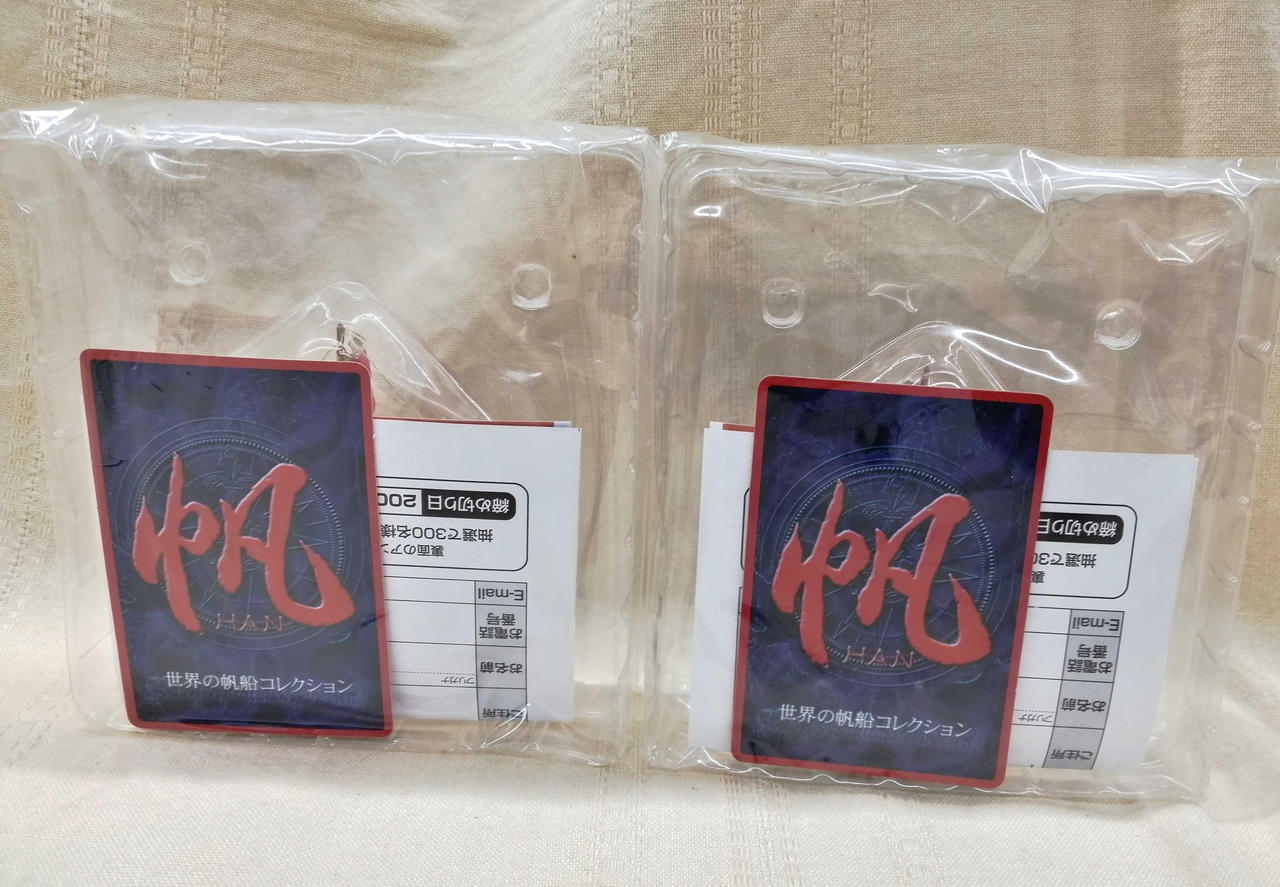 帆
HAN
世界の帆船コレクション
締め切り日 200
抽選で300名様
裏面のアン
E-mail
お電話
番号
お名前
フリガナ
ご住所
帆
HAN
世界の帆船コレクション
締め切り日
抽選で30
裏
E-mail
お電話
番号
お名前
フリガナ
ご住所